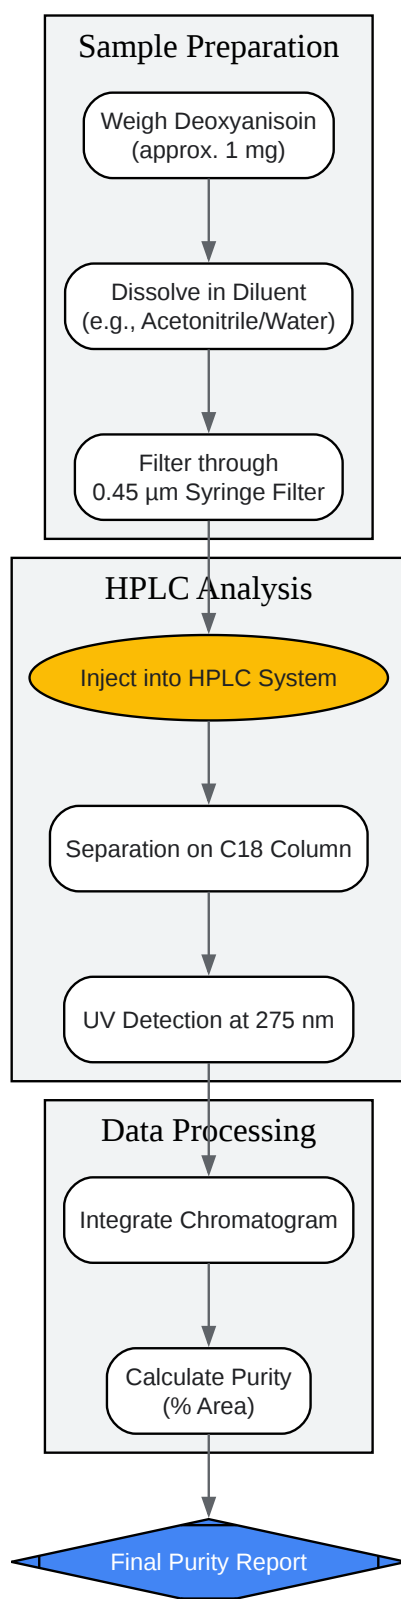 Sample Preparation
Weigh Deoxyanisoin
(approx. 1 mg)
Dissolve in Diluent
(e.g., Acetonitrile/Water)
Filter through
0.45 µm Syringe Filter
HPLC Analysis
Inject into HPLC System
Separation on C18 Column
UV Detection at 275 nm
Data Processing
Integrate Chromatogram
Calculate Purity
(% Area)
Final Purity Report